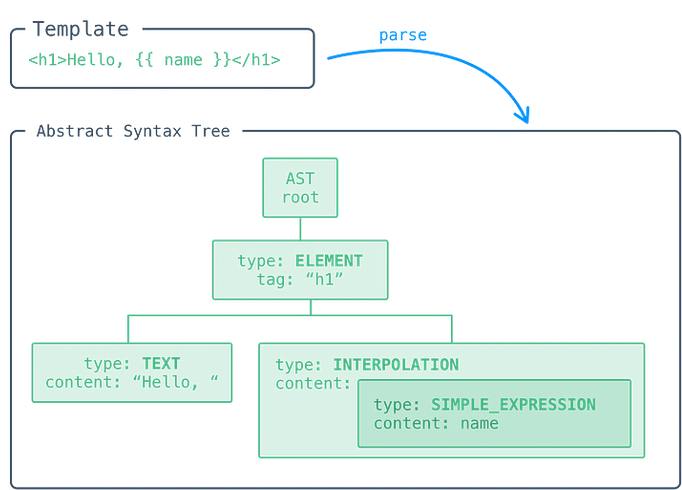 Template
<h1>Hello, {{ name }}</h1>
parse
Abstract Syntax Tree
AST
root
type: ELEMENT
tag: “h1”
type: TEXT
content: “Hello, “
type: INTERPOLATION
content:
type: SIMPLE_EXPRESSION
content: name